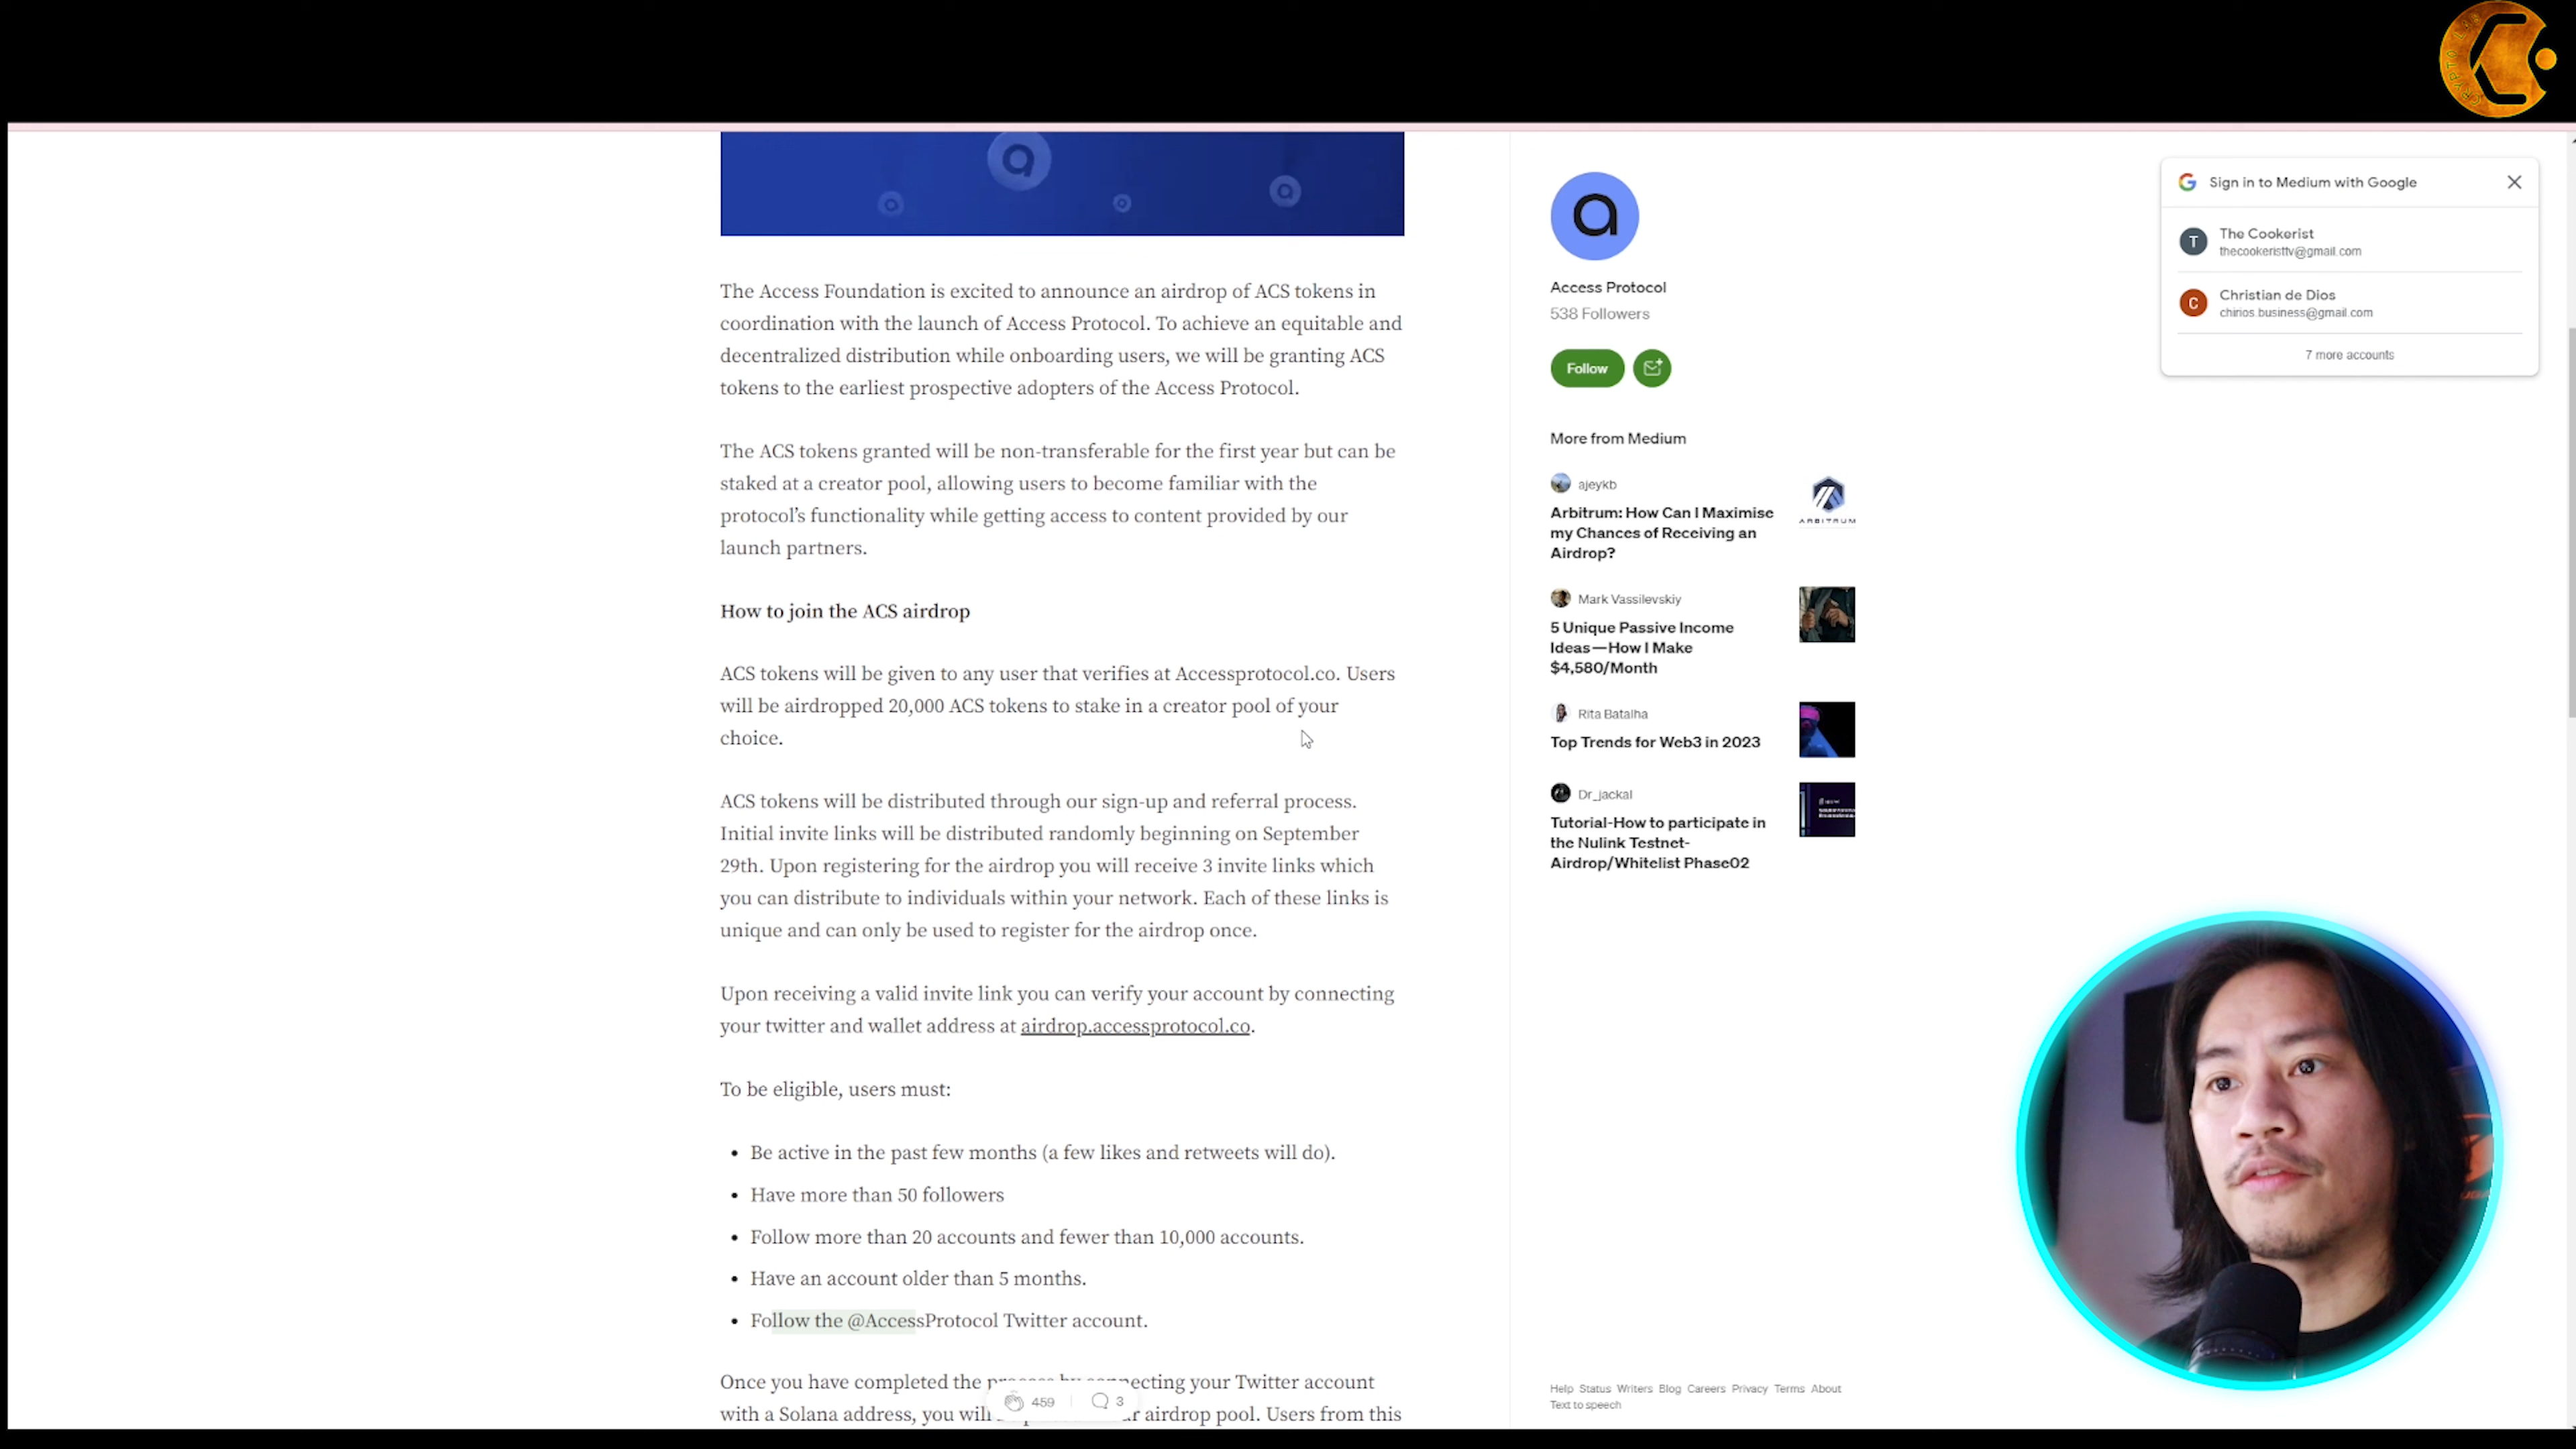 CRYPTO LAB
The Access Foundation is excited to announce an airdrop of ACS tokens in
coordination with the launch of Access Protocol. To achieve an equitable and
decentralized distribution while onboarding users, we will be granting ACS
tokens to the earliest prospective adopters of the Access Protocol.
The ACS tokens granted will be non-transferable for the first year but can be
staked at a creator pool, allowing users to become familiar with the
protocol’s functionality while getting access to content provided by our
launch partners.
How to join the ACS airdrop
ACS tokens will be given to any user that verifies at Accessprotocol.co. Users
will be airdropped 20,000 ACS tokens to stake in a creator pool of your
choice.
ACS tokens will be distributed through our sign-up and referral process.
Initial invite links will be distributed randomly beginning on September
29th. Upon registering for the airdrop you will receive 3 invite links which
you can distribute to individuals within your network. Each of these links is
unique and can only be used to register for the airdrop once.
Upon receiving a valid invite link you can verify your account by connecting
your twitter and wallet address at airdrop.accessprotocol.co.
To be eligible, users must:
• Be active in the past few months (a few likes and retweets will do).
• Have more than 50 followers
• Follow more than 20 accounts and fewer than 10,000 accounts.
• Have an account older than 5 months.
• Follow the @AccessProtocol Twitter account.
Once you have completed the process by connecting your Twitter account
with a Solana address, you will airdrop pool. Users from this
459
3
a
Access Protocol
538 Followers
Follow
More from Medium
ajeykb
Arbitrum: How Can I Maximise
my Chances of Receiving an
Airdrop?
ARBITRUM
Mark Vassilevskiy
5 Unique Passive Income
Ideas—How I Make
$4,580/Month
Rita Batalha
Top Trends for Web3 in 2023
Dr_jackal
Tutorial-How to participate in
the Nulink Testnet-
Airdrop/Whitelist Phase02
Help Status Writers Blog Careers Privacy Terms About
Text to speech
Sign in to Medium with Google
T
The Cookerist
thecookeristtv@gmail.com
C
Christian de Dios
chirios.business@gmail.com
7 more accounts